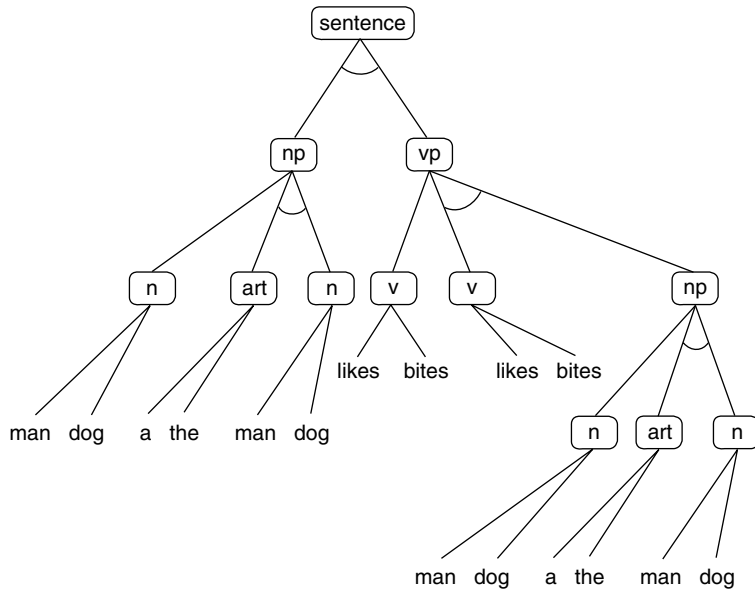 sentence
np vp
n art n v v np
likes bites likes bites
man dog a the man dog
n art n
man dog a the man dog